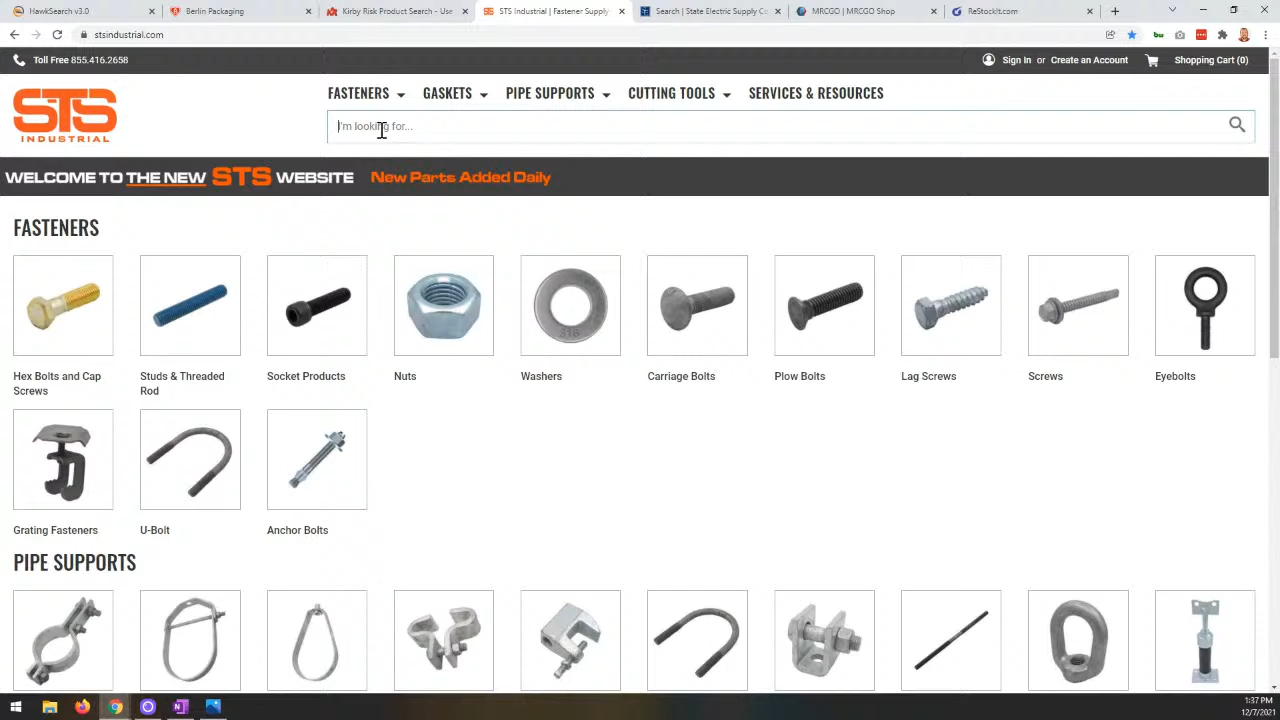 HawkSearch v3.0
Berlin Packaging
Kirby Risk Product Search - Use
STS Industrial | Fastener Supply
Search | State Electric Supply Co
MRCGO | MRCGO Shop
ReStockIt.com
stsindustrial.com
Toll Free 855.416.2658
Sign In or Create an Account
Shopping Cart (0)
STS
INDUSTRIAL
FASTENERS
GASKETS
PIPE SUPPORTS
CUTTING TOOLS
SERVICES & RESOURCES
I'm looking for...
WELCOME TO THE NEW STS WEBSITE New Parts Added Daily
FASTENERS
316
Hex Bolts and Cap
Screws
Studs & Threaded
Rod
Socket Products
Nuts
Washers
Carriage Bolts
Plow Bolts
Lag Screws
Screws
Eyebolts
Grating Fasteners
U-Bolt
Anchor Bolts
PIPE SUPPORTS
1:37 PM
12/7/2021